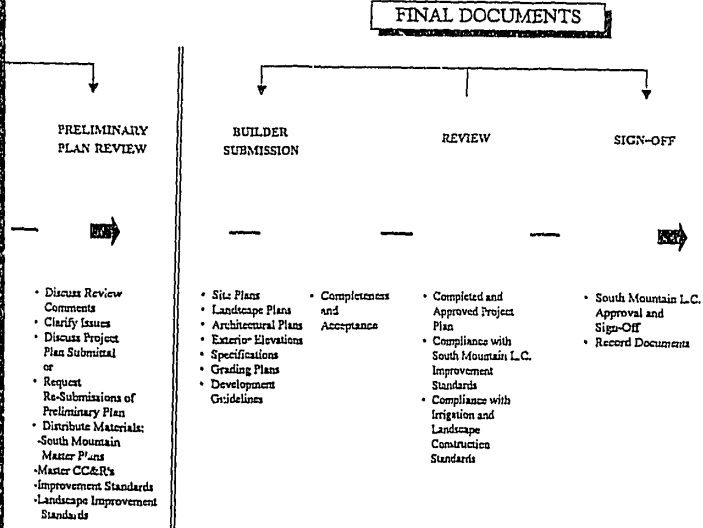 FINAL DOCUMENTS
PRELIMINARY
PLAN REVIEW
BUILDER
SUBMISSION
REVIEW
SIGN-OFF
• Discuss Review
Comments
• Clarify Issues
• Discuss Project
Plan Submittal
or
• Request
Re-Submissions of
Preliminary Plan
• Distribute Materials:
-South Mountain
Master Plans
-Master CC&R's
-Improvement Standards
-Landscape Improvement
Standards
• Site Plans
• Landscape Plans
• Architectural Plans
• Exterior Elevations
• Specifications
• Grading Plans
• Development
Guidelines
• Completeness
and
Acceptance
• Completed and
Approved Project
Plan
• Compliance with
South Mountain L.C.
Improvement
Standards
• Compliance with
Irrigation and
Landscape
Construction
Standards
• South Mountain L.C.
Approval and
Sign-Off
• Record Documents